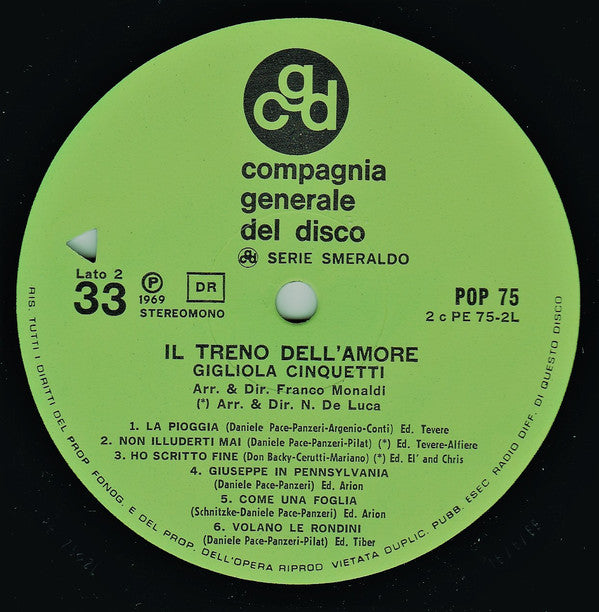 cgd
compagnia
generale
del disco
cgd SERIE SMERALDO
Lato 2
33
P
1969
DR
STEREOMONO
POP 75
2 c PE 75-2L
IL TRENO DELL'AMORE
GIGLIOLA CINQUETTI
Arr. & Dir. Franco Monaldi
(*) Arr. & Dir. N. De Luca
1. LA PIOGGIA (Daniele Pace-Panzeri-Argenio-Conti) Ed. Tevere
2. NON ILLUDERTI MAI (Daniele Pace-Panzeri-Pilat) (*) Ed. Tevere-Alfiere
3. HO SCRITTO FINE (Don Backy-Cerutti-Mariano) (*) Ed. El' and Chris
4. GIUSEPPE IN PENNSYLVANIA
(Daniele Pace-Panzeri) Ed. Arion
5. COME UNA FOGLIA
(Schnitzke-Daniele Pace-Panzeri) Ed. Arion
6. VOLANO LE RONDINI
(Daniele Pace-Panzeri-Pilat) Ed. Tiber
RIS. TUTTI I DIRITTI DEL PROP. FONOG. E DEL PROP. DELL'OPERA RIPROD VIETATA DUPLIC. PUBB. ESEC RADIO DIFF. DI QUESTO DISCO